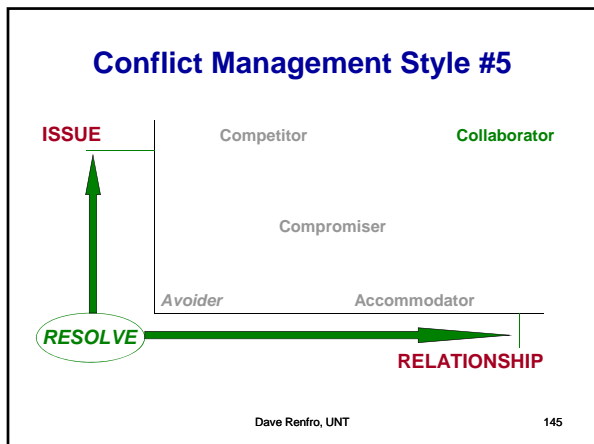 Conflict Management Style #5
ISSUE
Competitor
Collaborator
Compromiser
Avoider
Accommodator
RESOLVE
RELATIONSHIP
Dave Renfro, UNT
145